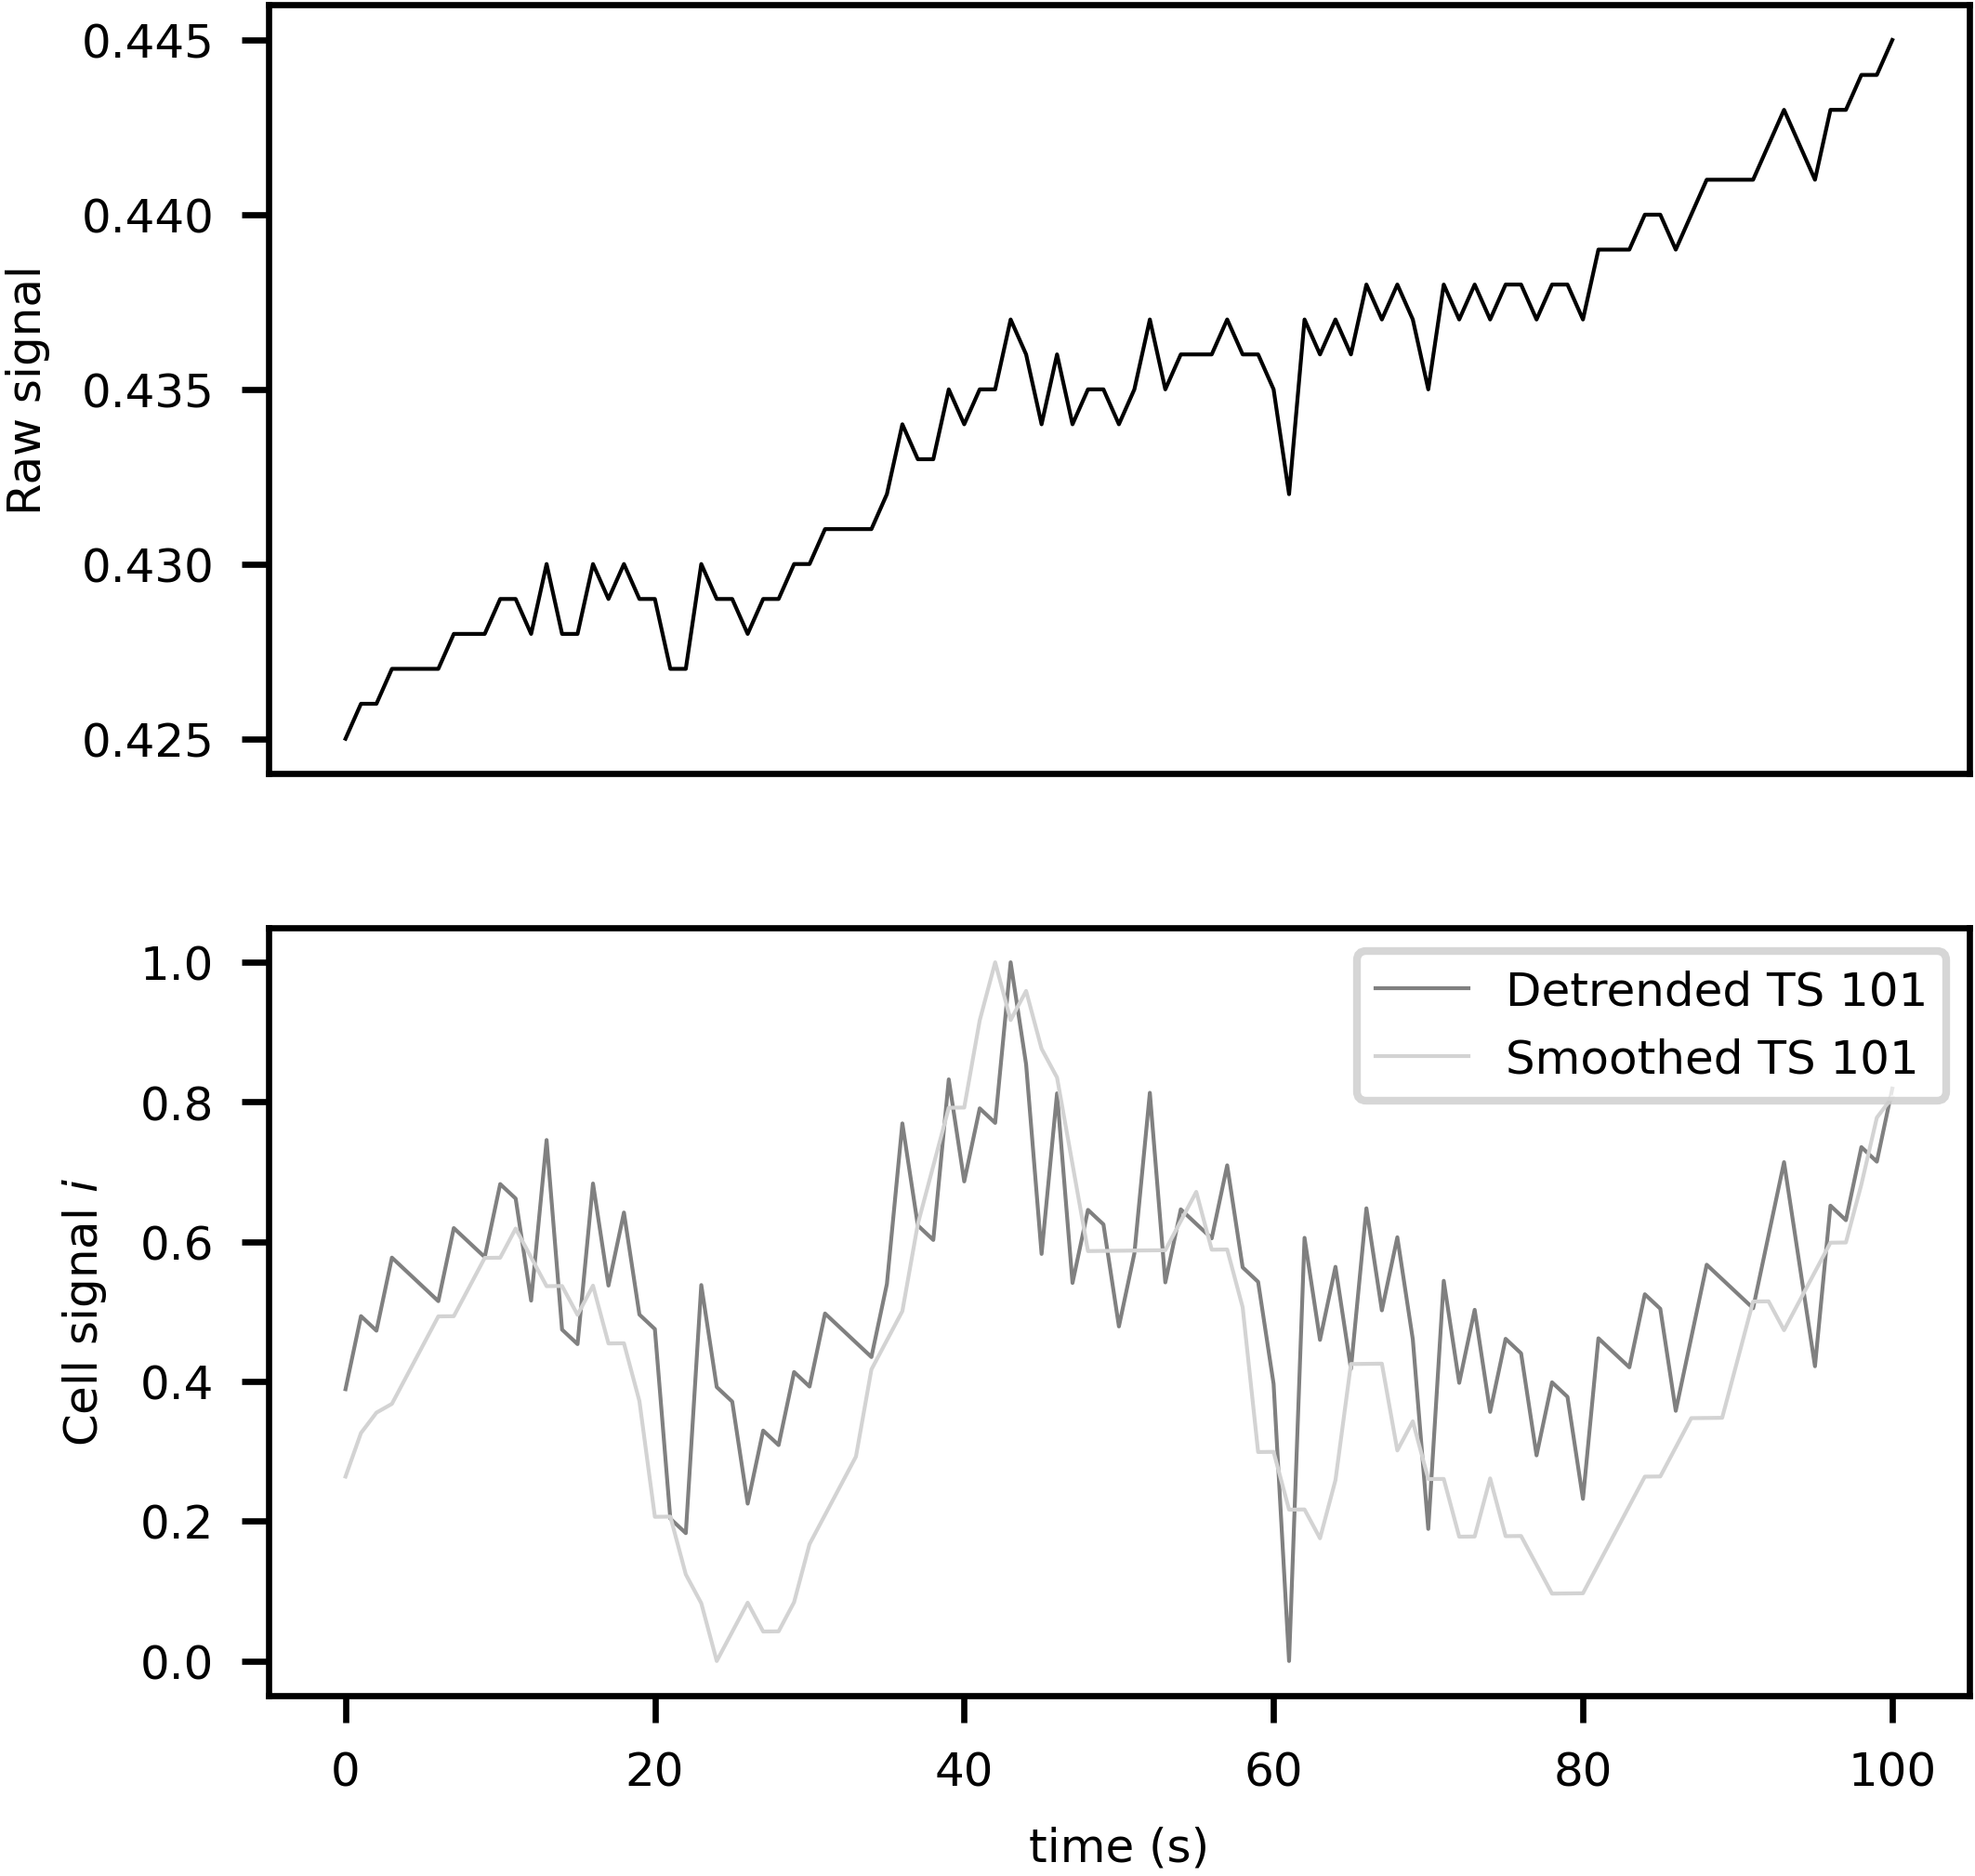 Raw signal
0.445
0.440
0.435
0.430
0.425
Cell signal i
1.0
0.8
0.6
0.4
0.2
0.0
Detrended TS 101
Smoothed TS 101
0 20 40 60 80 100
time (s)